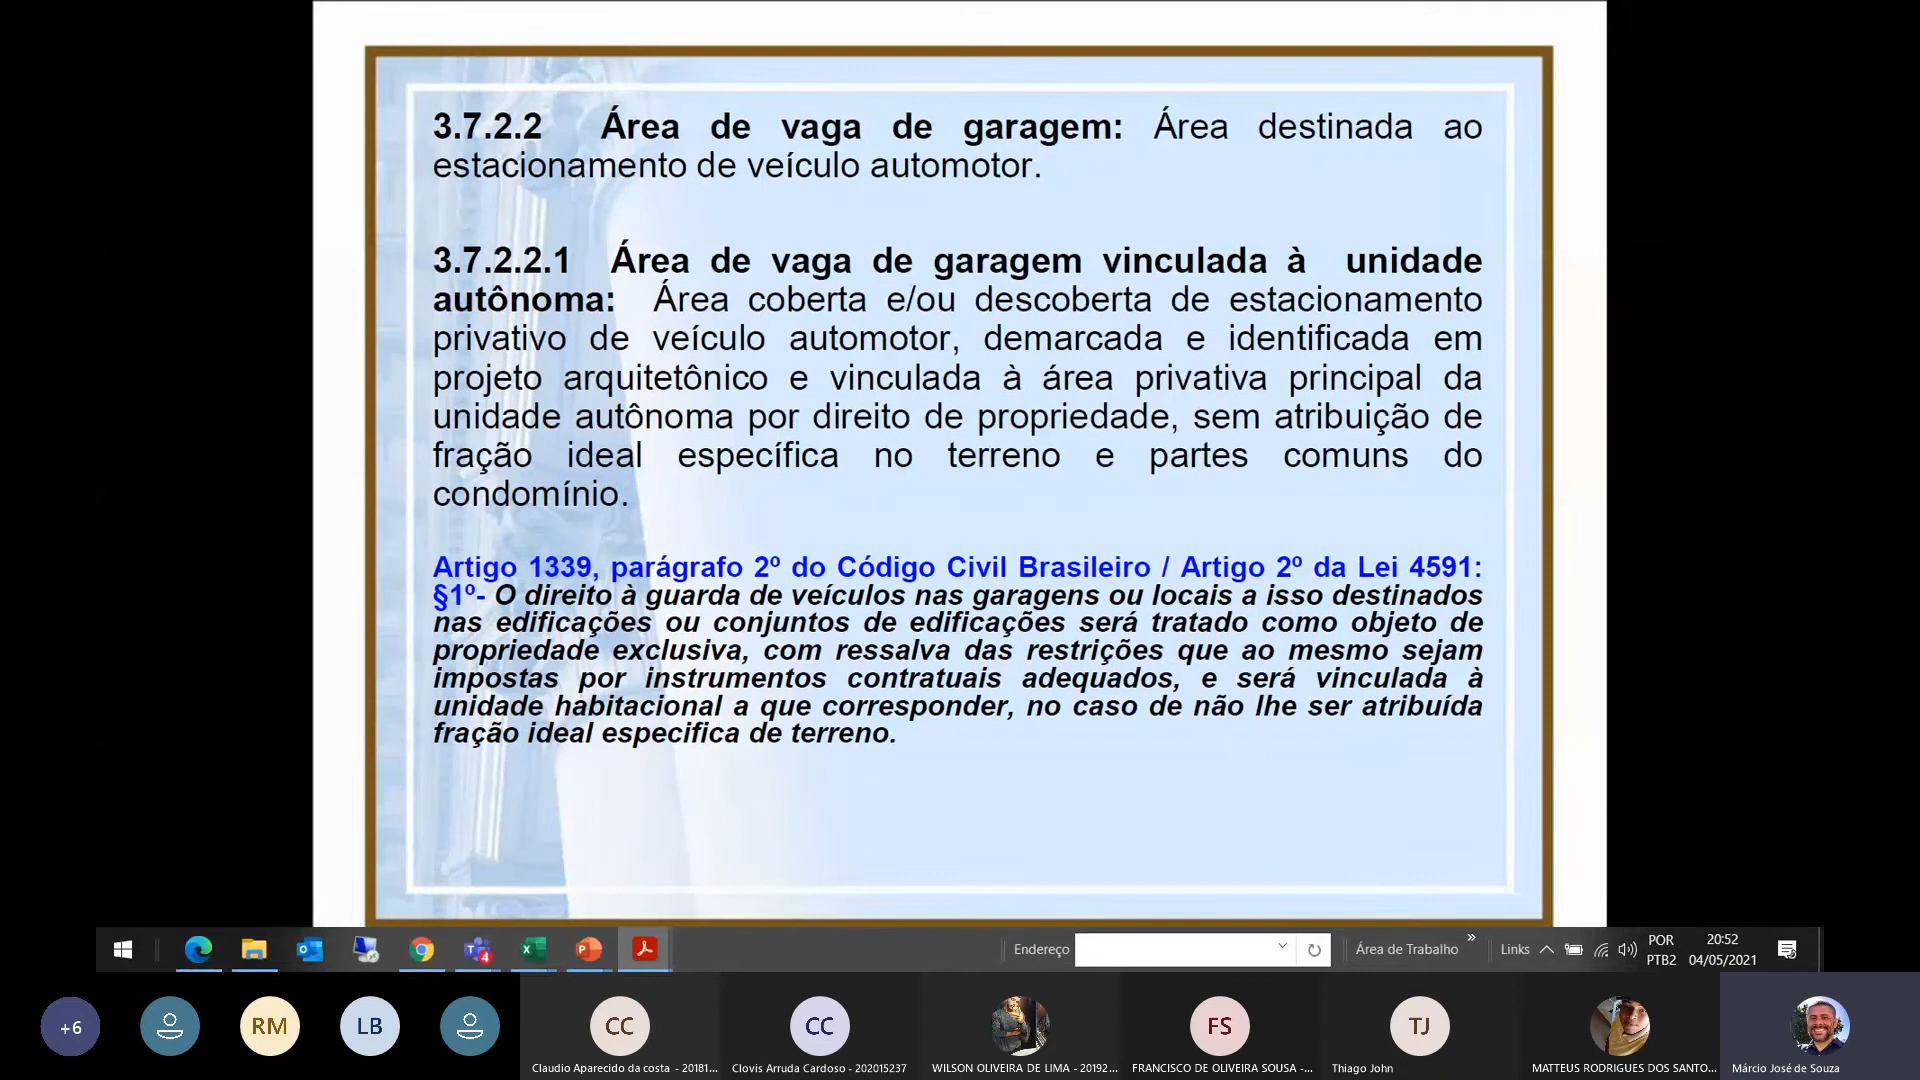 3.7.2.2 Área de vaga de garagem: Área destinada ao
estacionamento de veículo automotor.
3.7.2.2.1 Área de vaga de garagem vinculada à unidade
autônoma: Área coberta e/ou descoberta de estacionamento
privativo de veículo automotor, demarcada e identificada em
projeto arquitetônico e vinculada à área privativa principal da
unidade autônoma por direito de propriedade, sem atribuição de
fração ideal específica no terreno e partes comuns do
condomínio.
Artigo 1339, parágrafo 2º do Código Civil Brasileiro / Artigo 2º da Lei 4591:
§1º- O direito à guarda de veículos nas garagens ou locais a isso destinados
nas edificações ou conjuntos de edificações será tratado como objeto de
propriedade exclusiva, com ressalva das restrições que ao mesmo sejam
impostas por instrumentos contratuais adequados, e será vinculada à
unidade habitacional a que corresponder, no caso de não lhe ser atribuída
fração ideal especifica de terreno.
Endereço
Área de Trabalho
»
Links
POR
PTB2
20:52
04/05/2021
4
+6
RM
LB
CC
CC
FS
TJ
Claudio Aparecido da costa - 20181...
Clovis Arruda Cardoso - 202015237
WILSON OLIVEIRA DE LIMA - 20192...
FRANCISCO DE OLIVEIRA SOUSA -...
Thiago John
MATTEUS RODRIGUES DOS SANTO...
Márcio José de Souza